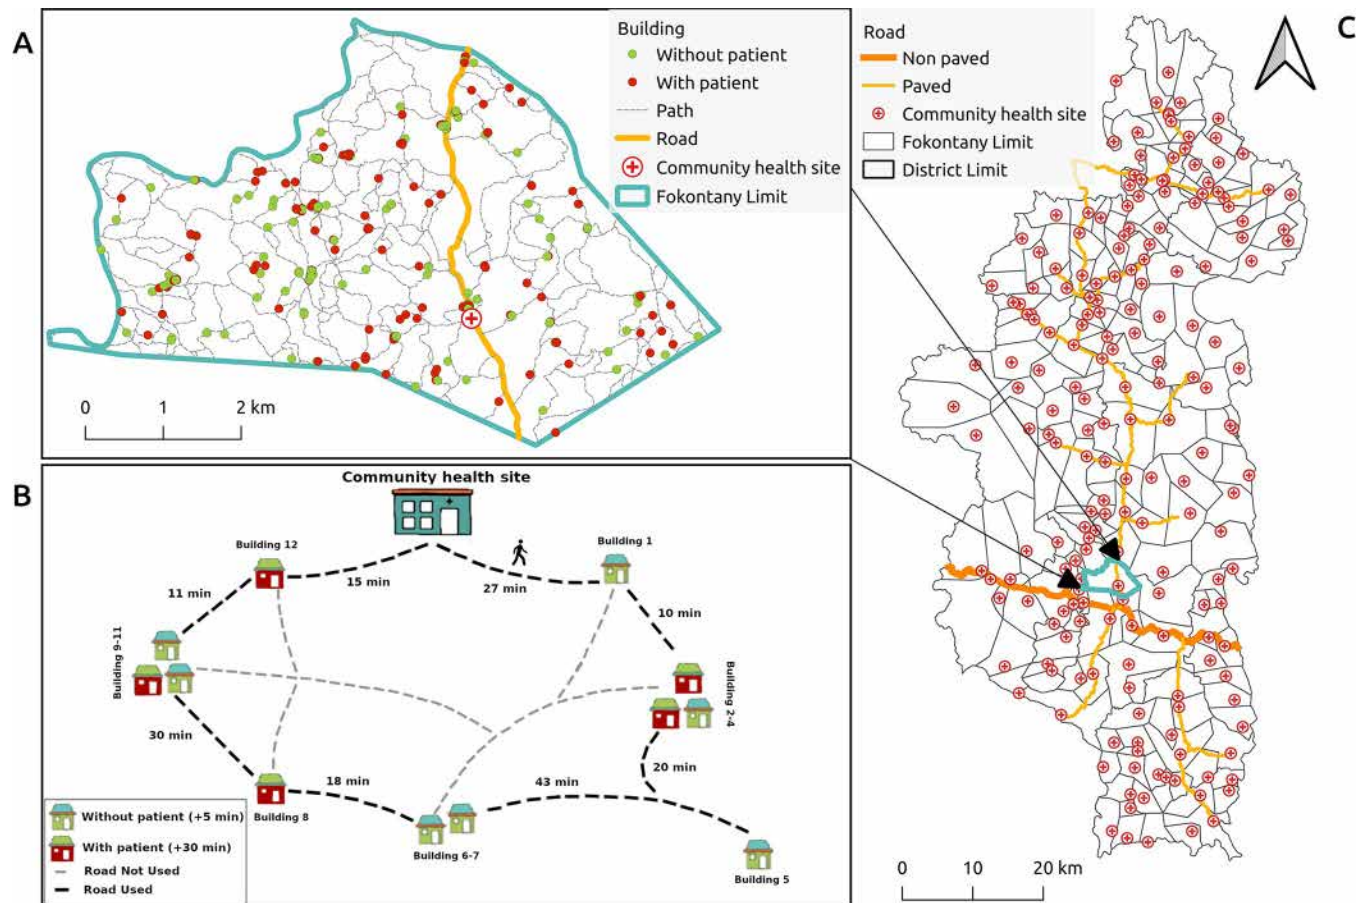 A
Building
Without patient
With patient
Path
Road
Community health site
Fokontany Limit
0 1 2 km
Road
Non paved
Paved
Community health site
Fokontany Limit
District Limit
C
B
Community health site
Building 12
Building 1
15 min
27 min
11 min
10 min
Building 9-11
Building 2-4
30 min
20 min
18 min
43 min
Building 8
Building 6-7
Building 5
Without patient (+5 min)
With patient (+30 min)
Road Not Used
Road Used
0 10 20 km